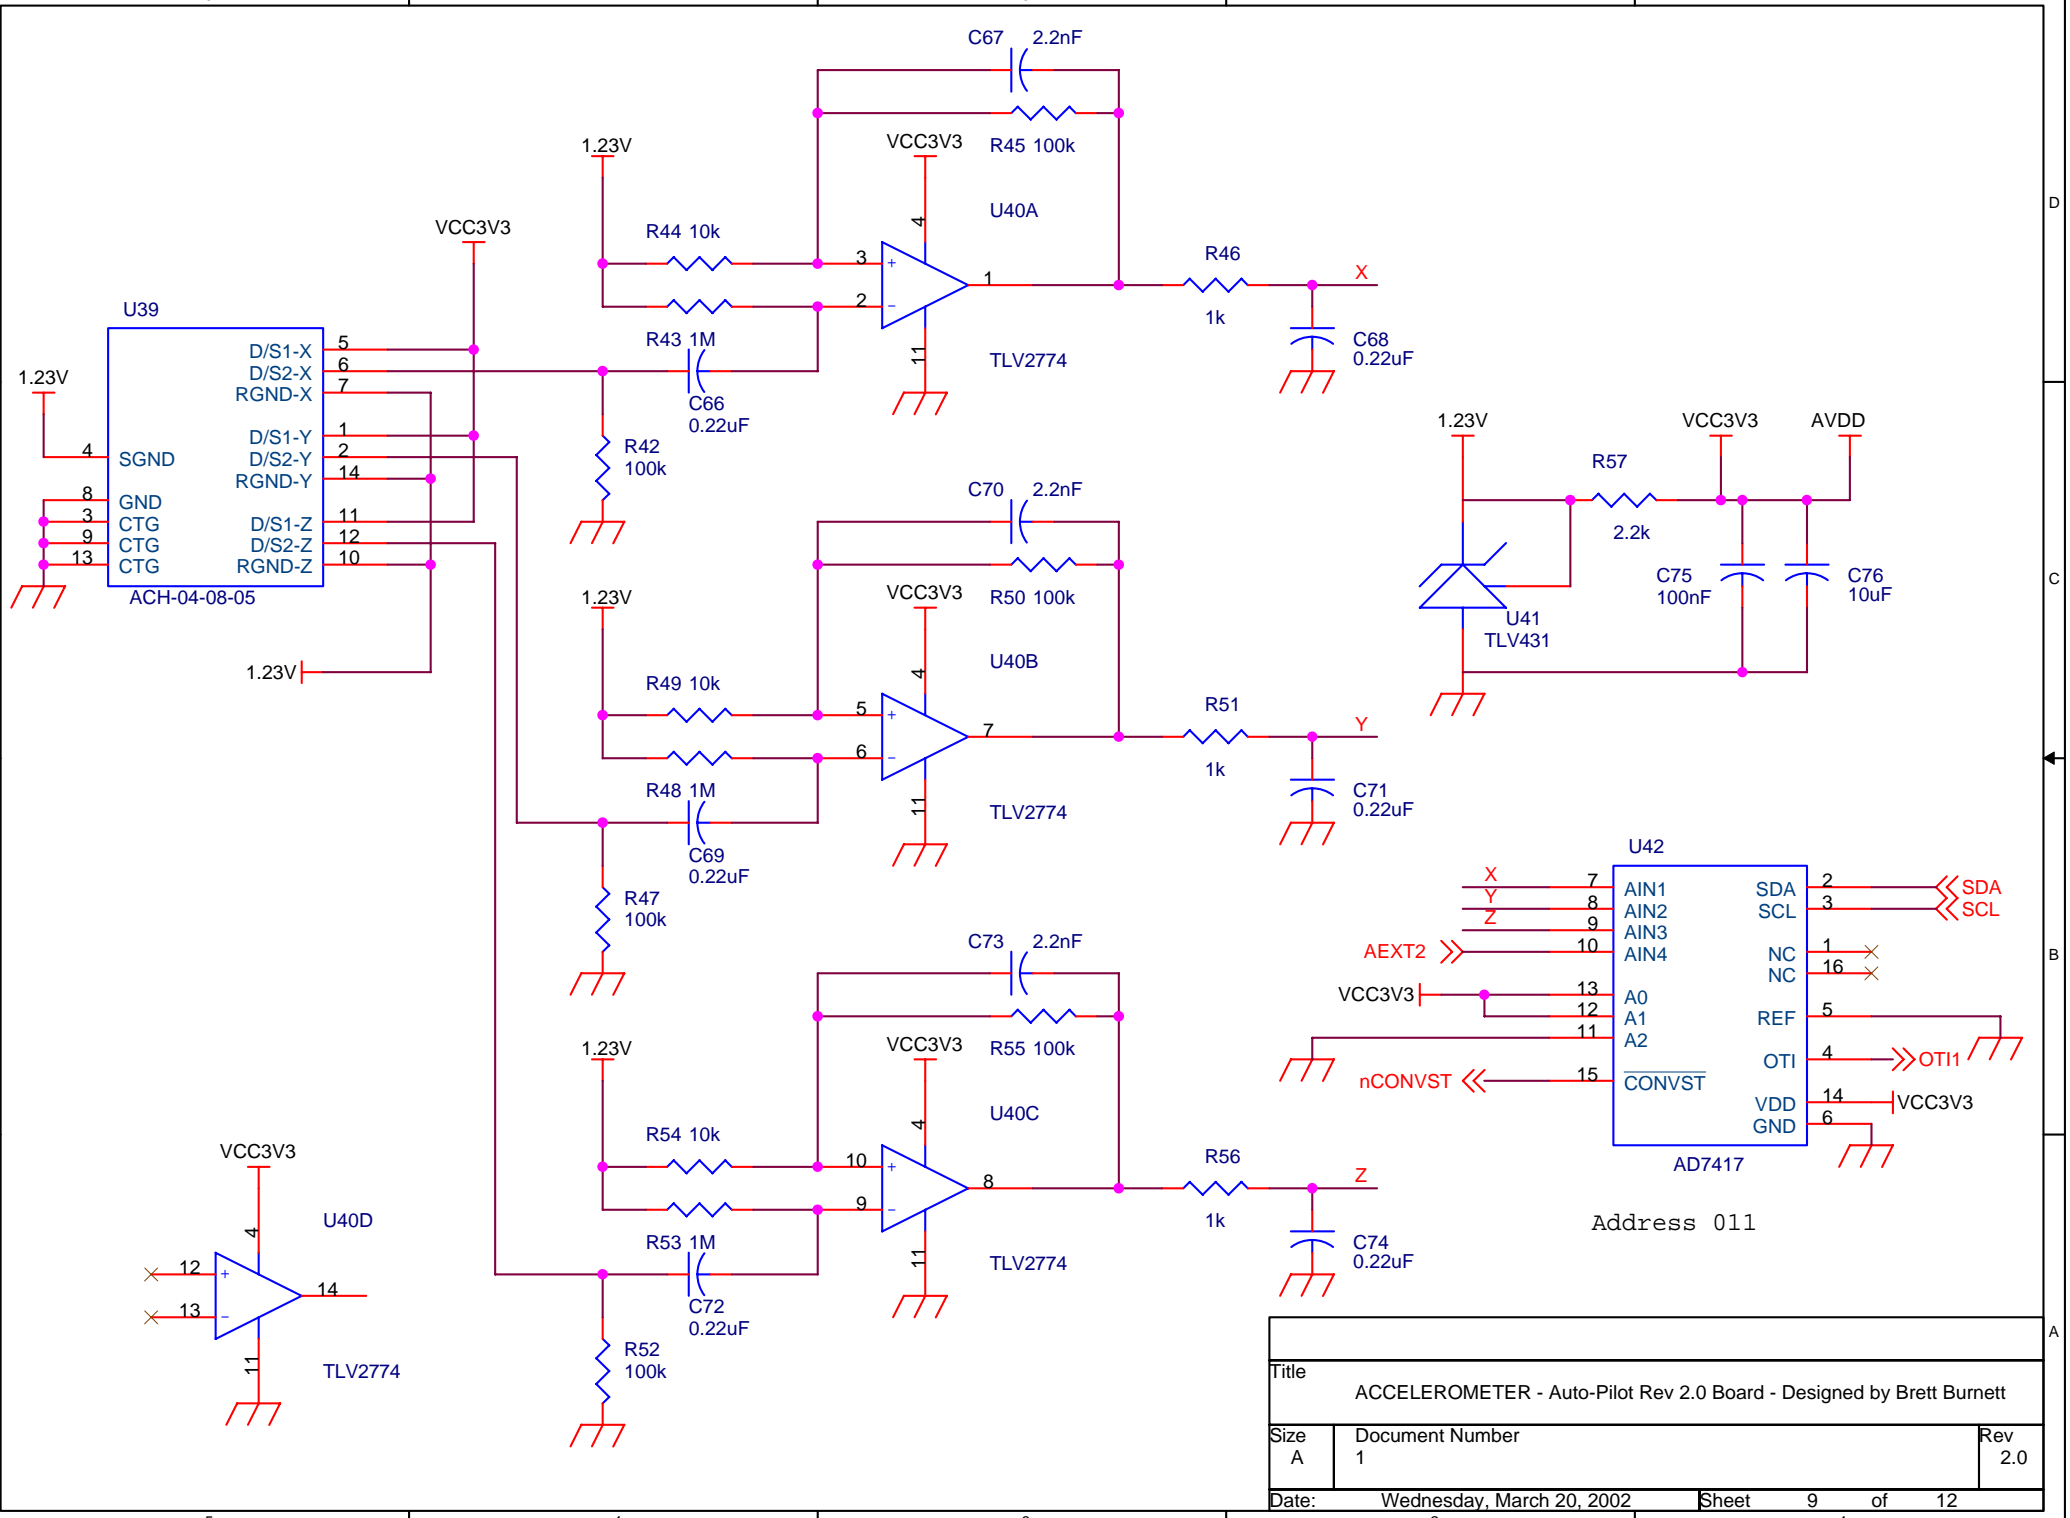 C67 2.2nF
R45 100k
1.23V
VCC3V3
U40A
4
R44 10k
3
+
1
2
-
R43 1M
11
TLV2774
C66
0.22uF
R42
100k
R46
1k
X
C68
0.22uF
D
VCC3V3
U39
1.23V
D/S1-X 5
D/S2-X 6
RGND-X 7
D/S1-Y 1
4 SGND
D/S2-Y 2
RGND-Y 14
8 GND
3 CTG
D/S1-Z 11
9 CTG
D/S2-Z 12
13 CTG
RGND-Z 10
ACH-04-08-05
1.23V
C70 2.2nF
R50 100k
1.23V
VCC3V3
U40B
4
R49 10k
5
+
7
6
-
R48 1M
11
TLV2774
C69
0.22uF
R47
100k
R51
1k
Y
C71
0.22uF
1.23V
VCC3V3
AVDD
R57
2.2k
C75
100nF
C76
10uF
U41
TLV431
C
C73 2.2nF
R55 100k
1.23V
VCC3V3
U40C
4
R54 10k
10
+
8
9
-
R53 1M
11
TLV2774
C72
0.22uF
R52
100k
R56
1k
Z
C74
0.22uF
U42
X 7 AIN1
Y 8 AIN2
Z 9 AIN3
AEXT2 10 AIN4
VCC3V3 13 A0
12 A1
11 A2
nCONVST 15 CONVST
SDA 2 SDA
SCL 3 SCL
NC 1
NC 16
REF 5
OTI 4 OTI1
VDD 14 VCC3V3
GND 6
AD7417
Address 011
B
VCC3V3
U40D
4
12
+
14
13
-
11
TLV2774
A
Title
ACCELEROMETER - Auto-Pilot Rev 2.0 Board - Designed by Brett Burnett
Size Document Number Rev
A 1 2.0
Date: Wednesday, March 20, 2002 Sheet 9 of 12